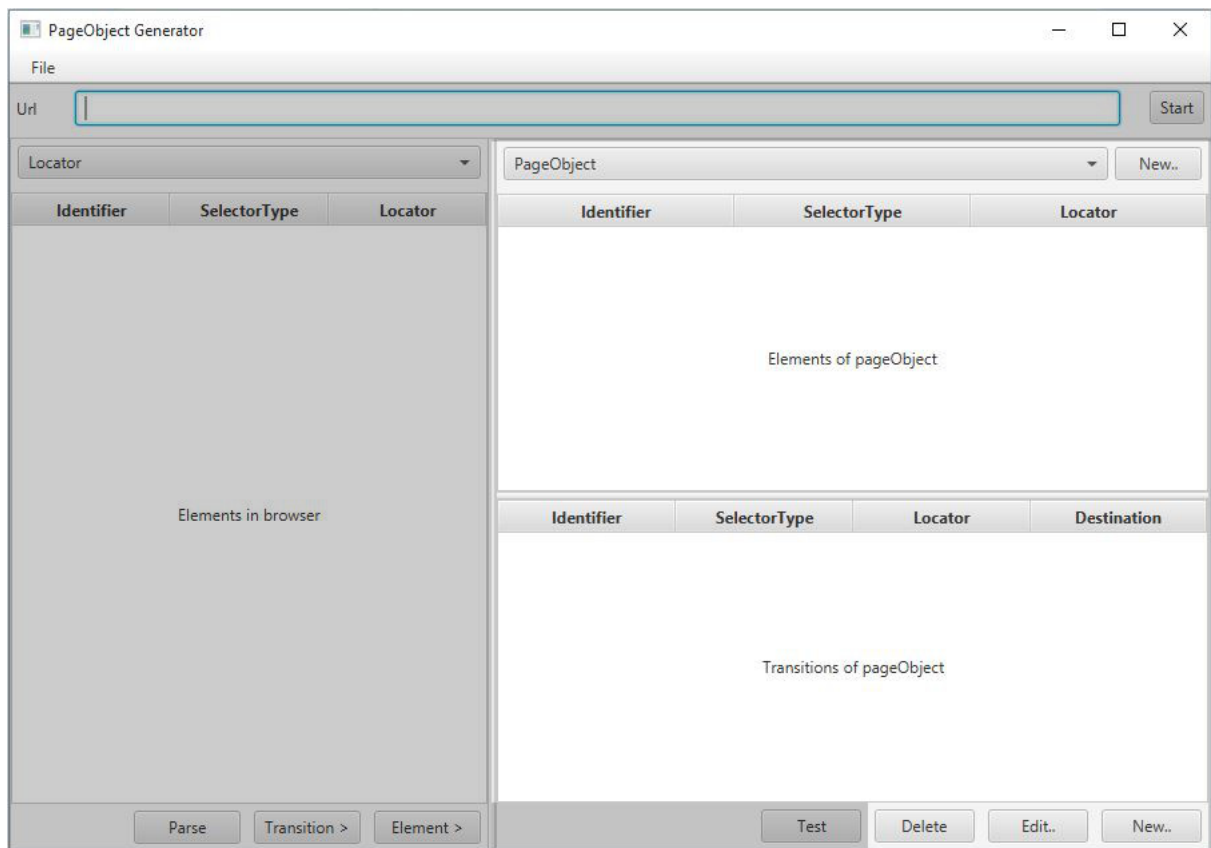 PageObject Generator
File
Url
Start
Locator
PageObject
New..
Identifier SelectorType Locator
Identifier SelectorType Locator
Elements of pageObject
Elements in browser
Identifier SelectorType Locator Destination
Transitions of pageObject
Parse Transition > Element >
Test Delete Edit.. New..